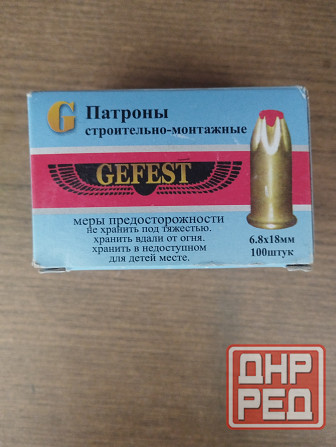 G Патроны
строительно-монтажные
GEFEST
меры предосторожности
не хранить под тяжестью.
хранить вдали от огня.
хранить в недоступном
для детей месте.
6.8х18мм
100штук
ДНР
РЕД